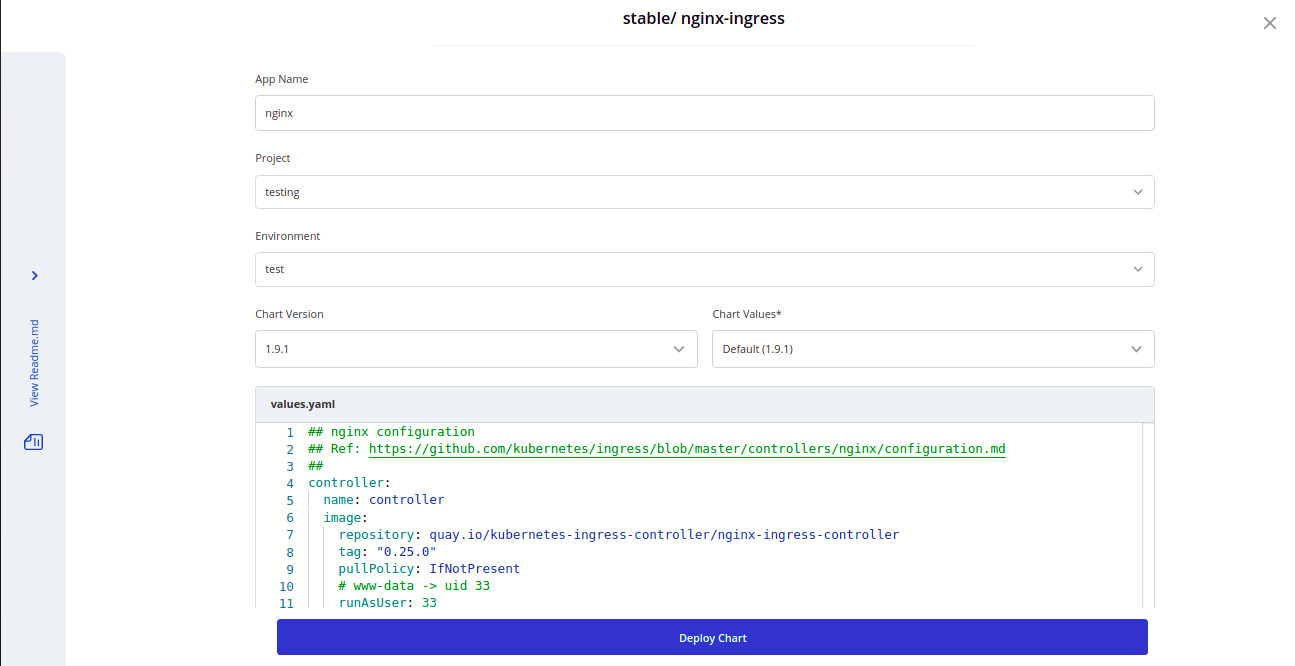 stable/ nginx-ingress
App Name
nginx
Project
testing
Environment
test
Chart Version
Chart Values*
1.9.1
Default (1.9.1)
View Readme.md
values.yaml
1 ## nginx configuration
2 ## Ref: https://github.com/kubernetes/ingress/blob/master/controllers/nginx/configuration.md
3 ##
4 controller:
5   name: controller
6   image:
7     repository: quay.io/kubernetes-ingress-controller/nginx-ingress-controller
8     tag: "0.25.0"
9     pullPolicy: IfNotPresent
10     # www-data -> uid 33
11     runAsUser: 33
Deploy Chart